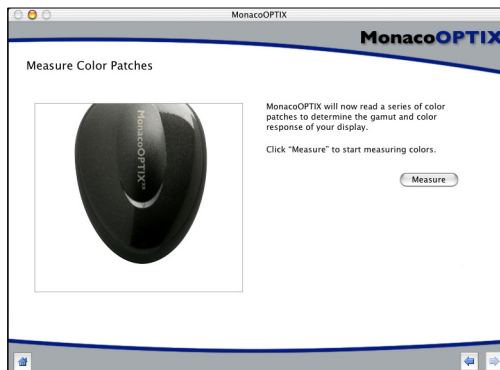 MonacoOPTIX
MonacoOPTIX
Measure Color Patches
MonacoOPTIX will now read a series of color
patches to determine the gamut and color
response of your display.
Click “Measure” to start measuring colors.
Measure
MonacoOPTIXXR